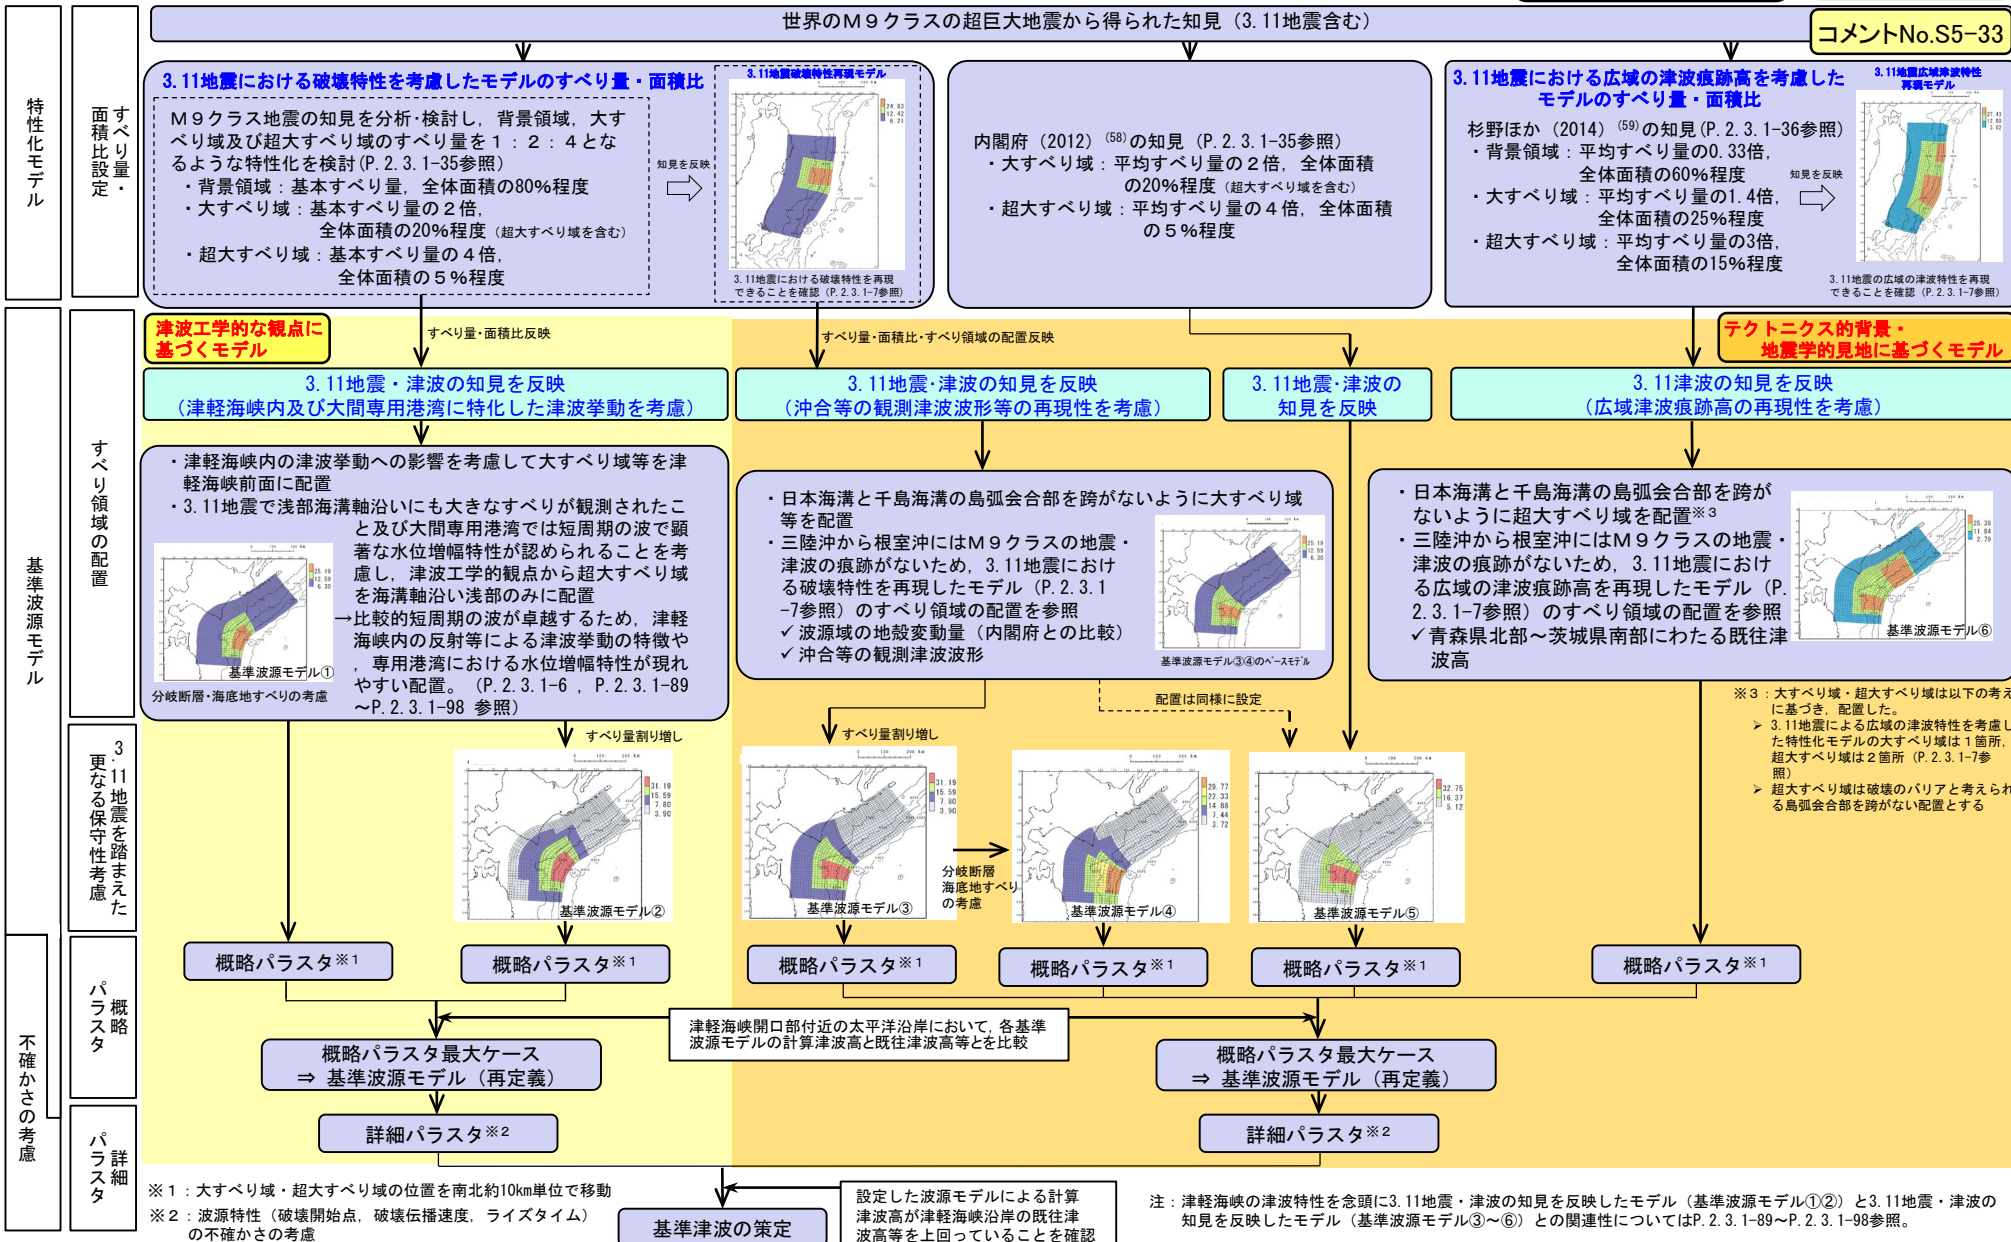 世界のM9クラスの超巨大地震から得られた知見（3.11地震含む）
コメントNo.S5-33
特性化モデル
すべり量・
面積比設定
3.11地震における破壊特性を考慮したモデルのすべり量・面積比
M9クラス地震の知見を分析・検討し，背景領域，大す
べり域及び超大すべり域のすべり量を1：2：4とな
るような特性化を検討(P.2.3.1-35参照)
・背景領域：基本すべり量，全体面積の80%程度
・大すべり域：基本すべり量の2倍，
全体面積の20%程度（超大すべり域を含む）
・超大すべり域：基本すべり量の4倍，
全体面積の5%程度
知見を反映
3.11地震破壊特性再現モデル
24.83
12.42
6.21
3.11地震における破壊特性を再現
できることを確認（P.2.3.1-7参照）
内閣府（2012）(58)の知見（P.2.3.1-35参照）
・大すべり域：平均すべり量の2倍，全体面積
の20%程度（超大すべり域を含む）
・超大すべり域：平均すべり量の4倍，全体面積
の5%程度
3.11地震における広域の津波痕跡高を考慮した
モデルのすべり量・面積比
杉野ほか（2014）(59)の知見(P.2.3.1-36参照)
・背景領域：平均すべり量の0.33倍，
全体面積の60%程度
・大すべり域：平均すべり量の1.4倍，
全体面積の25%程度
・超大すべり域：平均すべり量の3倍，
全体面積の15%程度
知見を反映
3.11地震広域津波特性
再現モデル
27.43
12.80
3.02
3.11地震の広域の津波特性を再現
できることを確認（P.2.3.1-7参照）
基準波源モデル
すべり領域の配置
津波工学的な観点に
基づくモデル
すべり量・面積比反映
すべり量・面積比・すべり領域の配置反映
テクトニクス的背景・
地震学的見地に基づくモデル
3.11地震・津波の知見を反映
（津軽海峡内及び大間専用港湾に特化した津波挙動を考慮）
3.11地震・津波の知見を反映
（沖合等の観測津波波形等の再現性を考慮）
3.11地震・津波の
知見を反映
3.11津波の知見を反映
（広域津波痕跡高の再現性を考慮）
・津軽海峡内の津波挙動への影響を考慮して大すべり域等を津
軽海峡前面に配置
・3.11地震で浅部海溝軸沿いにも大きなすべりが観測されたこ
と及び大間専用港湾では短周期の波で顕
著な水位増幅特性が認められることを考
慮し，津波工学的観点から超大すべり域
を海溝軸沿い浅部のみに配置
→比較的短周期の波が卓越するため，津軽
海峡内の反射等による津波挙動の特徴や
，専用港湾における水位増幅特性が現れ
やすい配置。（P.2.3.1-6 ，P.2.3.1-89
～P.2.3.1-98 参照）
25.19
12.59
6.30
基準波源モデル①
分岐断層・海底地すべりの考慮
・日本海溝と千島海溝の島弧会合部を跨がないように大すべり域
等を配置
・三陸沖から根室沖にはM9クラスの地震・
津波の痕跡がないため，3.11地震におけ
る破壊特性を再現したモデル（P.2.3.1
-7参照）のすべり領域の配置を参照
✓波源域の地殻変動量（内閣府との比較）
✓沖合等の観測津波波形
25.19
12.59
6.30
基準波源モデル③④のベースモデル
・日本海溝と千島海溝の島弧会合部を跨が
ないように超大すべり域を配置※3
・三陸沖から根室沖にはM9クラスの地震・
津波の痕跡がないため，3.11地震におけ
る広域の津波痕跡高を再現したモデル（P.
2.3.1-7参照）のすべり領域の配置を参照
✓青森県北部～茨城県南部にわたる既往津
波高
25.38
11.84
2.79
基準波源モデル⑥
※3：大すべり域・超大すべり域は以下の考え
に基づき，配置した。
➢ 3.11地震による広域の津波特性を考慮し
た特性化モデルの大すべり域は1箇所，
超大すべり域は2箇所（P.2.3.1-7参
照）
➢ 超大すべり域は破壊のバリアと考えられ
る島弧会合部を跨がない配置とする
3.11地震を踏まえた
更なる保守性考慮
すべり量割り増し
31.19
15.59
7.80
3.90
基準波源モデル②
すべり量割り増し
31.19
15.59
7.80
3.90
基準波源モデル③
分岐断層
海底地すべり
の考慮
配置は同様に設定
29.77
22.33
14.88
7.44
3.72
基準波源モデル④
32.75
16.37
5.12
基準波源モデル⑤
不確かさの考慮
概略
パラスタ
概略パラスタ※1
概略パラスタ※1
概略パラスタ※1
概略パラスタ※1
概略パラスタ※1
概略パラスタ※1
津軽海峡開口部付近の太平洋沿岸において，各基準
波源モデルの計算津波高と既往津波高等とを比較
概略パラスタ最大ケース
⇒ 基準波源モデル（再定義）
概略パラスタ最大ケース
⇒ 基準波源モデル（再定義）
詳細
パラスタ
詳細パラスタ※2
詳細パラスタ※2
※1：大すべり域・超大すべり域の位置を南北約10km単位で移動
※2：波源特性（破壊開始点，破壊伝播速度，ライズタイム）
の不確かさの考慮
基準津波の策定
設定した波源モデルによる計算
津波高が津軽海峡沿岸の既往津
波高等を上回っていることを確認
注：津軽海峡の津波特性を念頭に3.11地震・津波の知見を反映したモデル（基準波源モデル①②）と3.11地震・津波の
知見を反映したモデル（基準波源モデル③～⑥）との関連性についてはP.2.3.1-89～P.2.3.1-98参照。